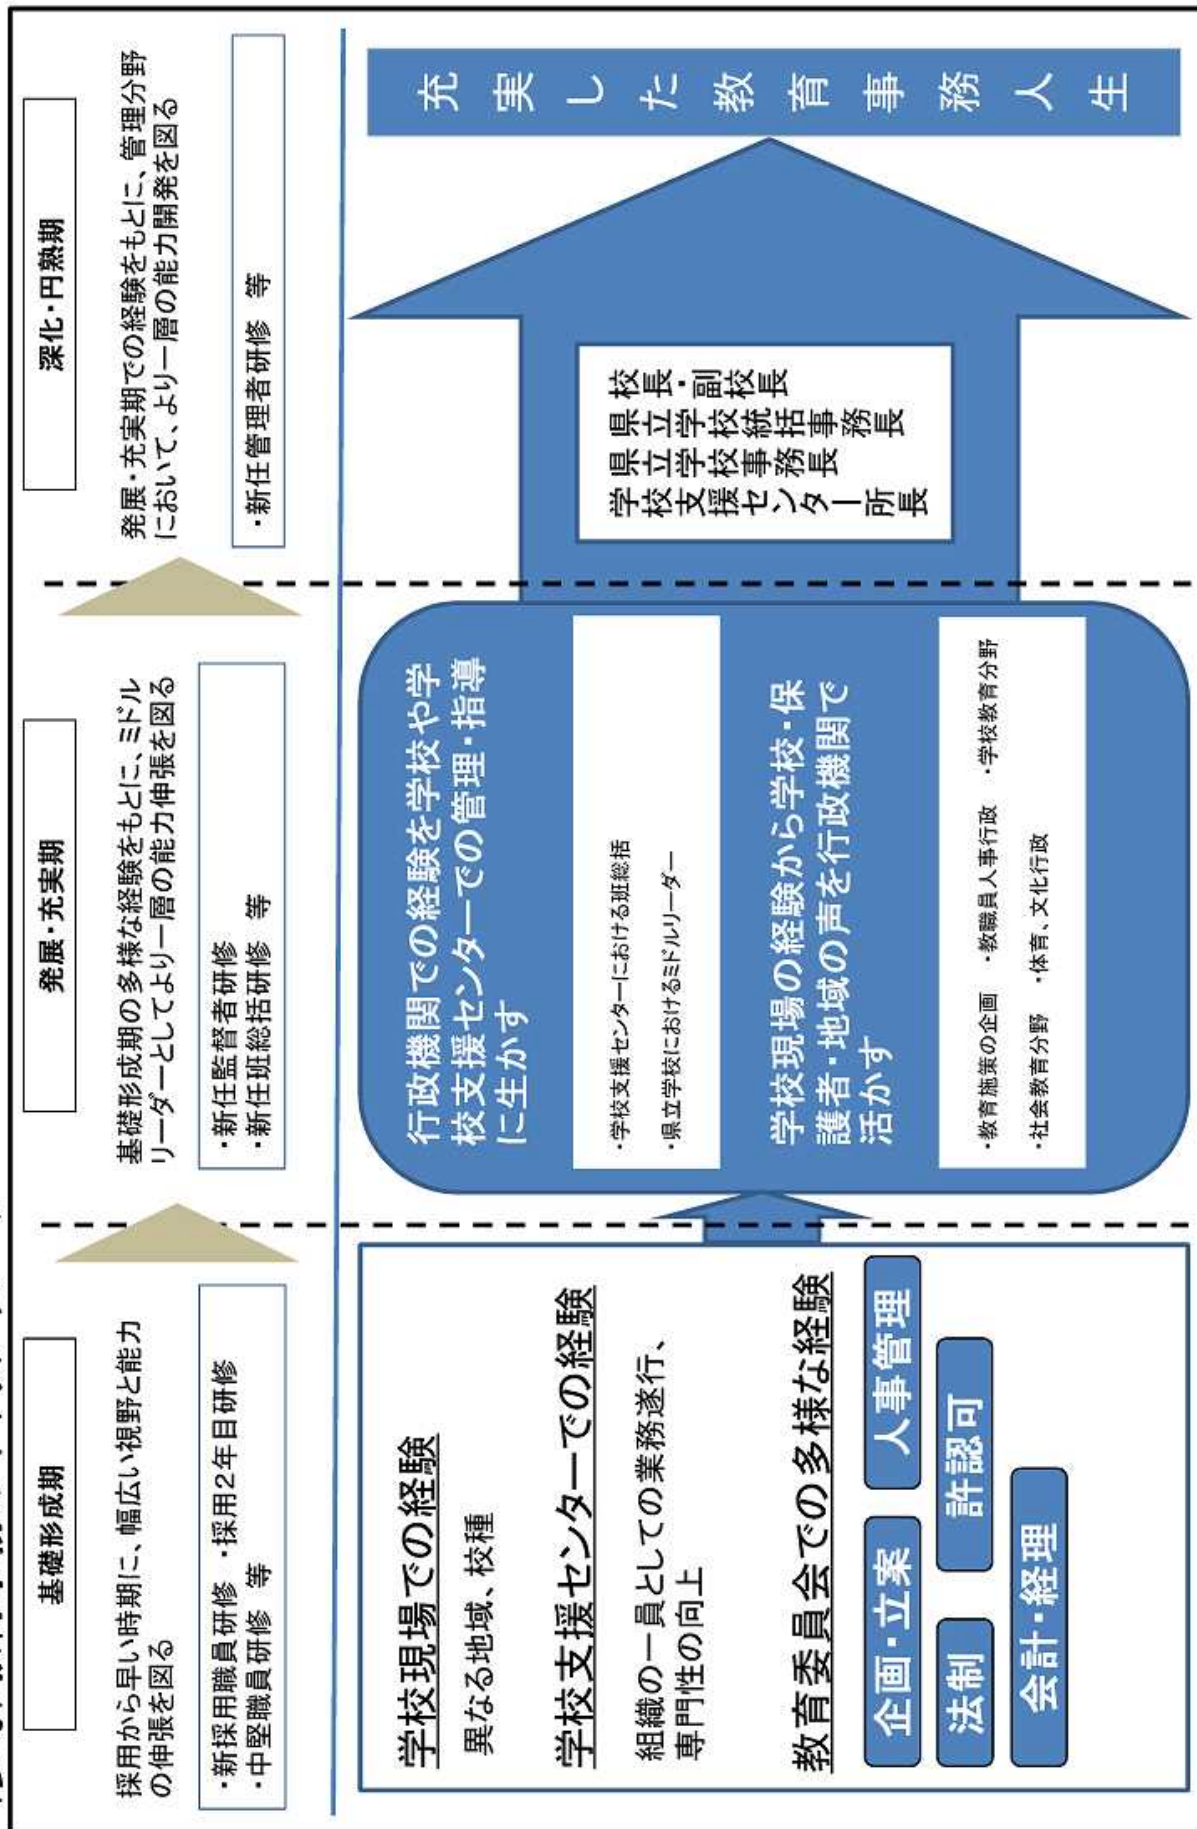 基礎形成期
採用から早い時期に、幅広い視野と能力
の伸張を図る
・新採用職員研修 ・採用2年目研修
・中堅職員研修 等
発展・充実期
基礎形成期の多様な経験をもとに、ミドル
リーダーとしてより一層の能力伸張を図る
・新任監督者研修
・新任班総括研修 等
深化・円熟期
発展・充実期での経験をもとに、管理分野
において、より一層の能力開発を図る
・新任管理者研修 等
学校現場での経験
異なる地域、校種
学校支援センターでの経験
組織の一員としての業務遂行、
専門性の向上
教育委員会での多様な経験
企画・立案
人事管理
法制
許認可
会計・経理
行政機関での経験を学校や学
校支援センターでの管理・指導
に生かす
・学校支援センターにおける班総括
・県立学校におけるミドルリーダー
学校現場の経験から学校・保
護者・地域の声を行政機関で
活かす
・教育施策の企画 ・教職員人事行政 ・学校教育分野
・社会教育分野 ・体育、文化行政
校長・副校長
県立学校統括事務長
県立学校事務長
学校支援センター所長
充実した教育事務人生